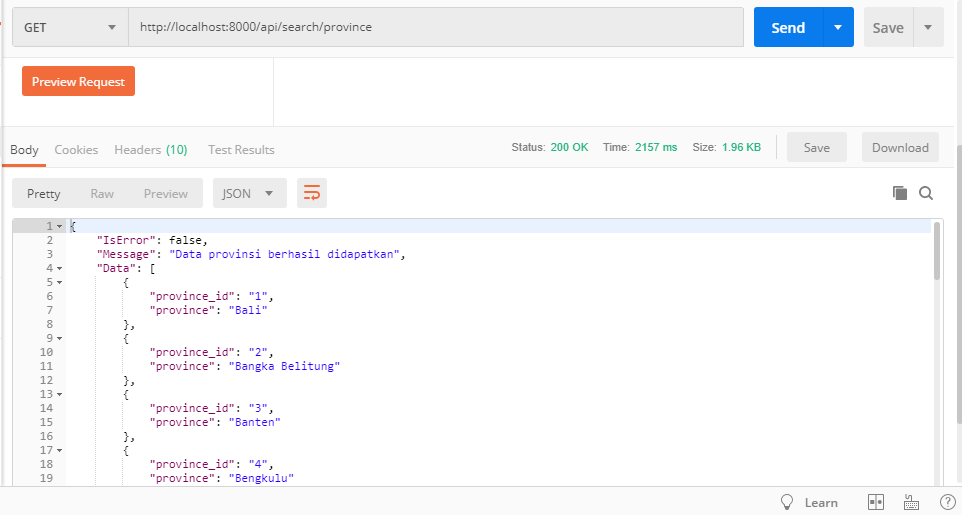 GET http://localhost:8000/api/search/province Send Save
Preview Request
Body Cookies Headers (10) Test Results Status: 200 OK Time: 2157 ms Size: 1.96 KB Save Download
Pretty Raw Preview JSON
1 {
2 "IsError": false,
3 "Message": "Data provinsi berhasil didapatkan",
4 "Data": [
5 {
6 "province_id": "1",
7 "province": "Bali"
8 },
9 {
10 "province_id": "2",
11 "province": "Bangka Belitung"
12 },
13 {
14 "province_id": "3",
15 "province": "Banten"
16 },
17 {
18 "province_id": "4",
19 "province": "Bengkulu"
Learn ?